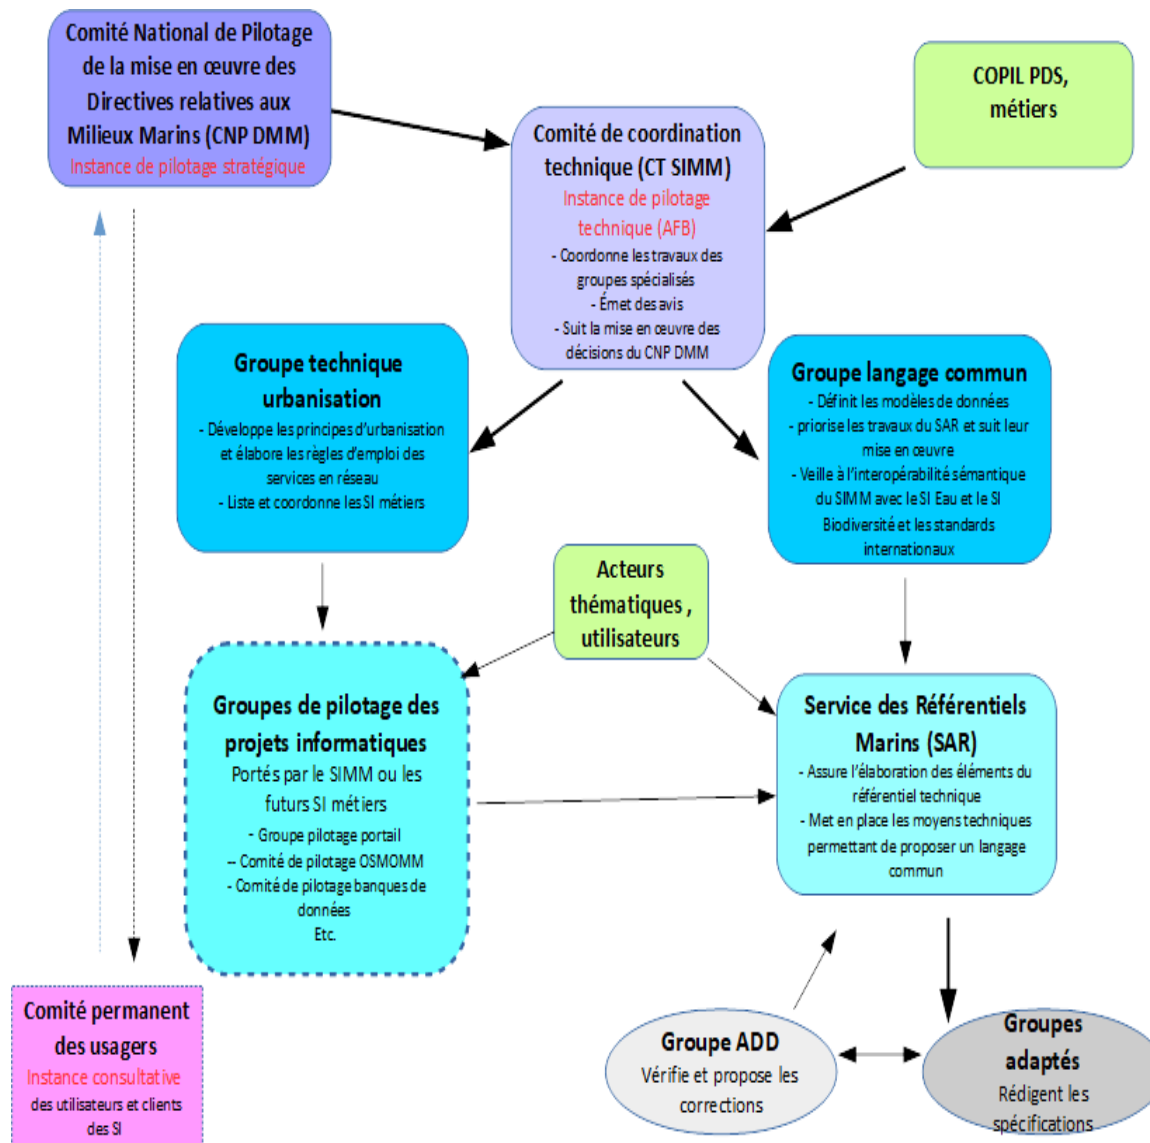 Comité National de Pilotage
de la mise en œuvre des
Directives relatives aux
Milieux Marins (CNP DMM)
Instance de pilotage stratégique
COPIL PDS,
métiers
Comité de coordination
technique (CT SIMM)
Instance de pilotage
technique (AFB)
- Coordonne les travaux des
groupes spécialisés
- Émet des avis
- Suit la mise en œuvre des
décisions du CNP DMM
Groupe technique
urbanisation
- Développe les principes d'urbanisation
et élabore les règles d'emploi des
services en réseau
- Liste et coordonne les SI métiers
Groupe langage commun
- Définit les modèles de données
- priorise les travaux du SAR et suit leur
mise en œuvre
- Veille à l'interopérabilité sémantique
du SIMM avec le SI Eau et le SI
Biodiversité et les standards
internationaux
Acteurs
thématiques ,
utilisateurs
Groupes de pilotage des
projets informatiques
Portés par le SIMM ou les
futurs SI métiers
- Groupe pilotage portail
-- Comité de pilotage OSMOMM
- Comité de pilotage banques de
données
Etc.
Service des Référentiels
Marins (SAR)
- Assure l'élaboration des éléments du
référentiel technique
- Met en place les moyens techniques
permettant de proposer un langage
commun
Comité permanent
des usagers
Instance consultative
des utilisateurs et clients
des SI
Groupe ADD
Vérifie et propose les
corrections
Groupes
adaptés
Rédigent les
spécifications